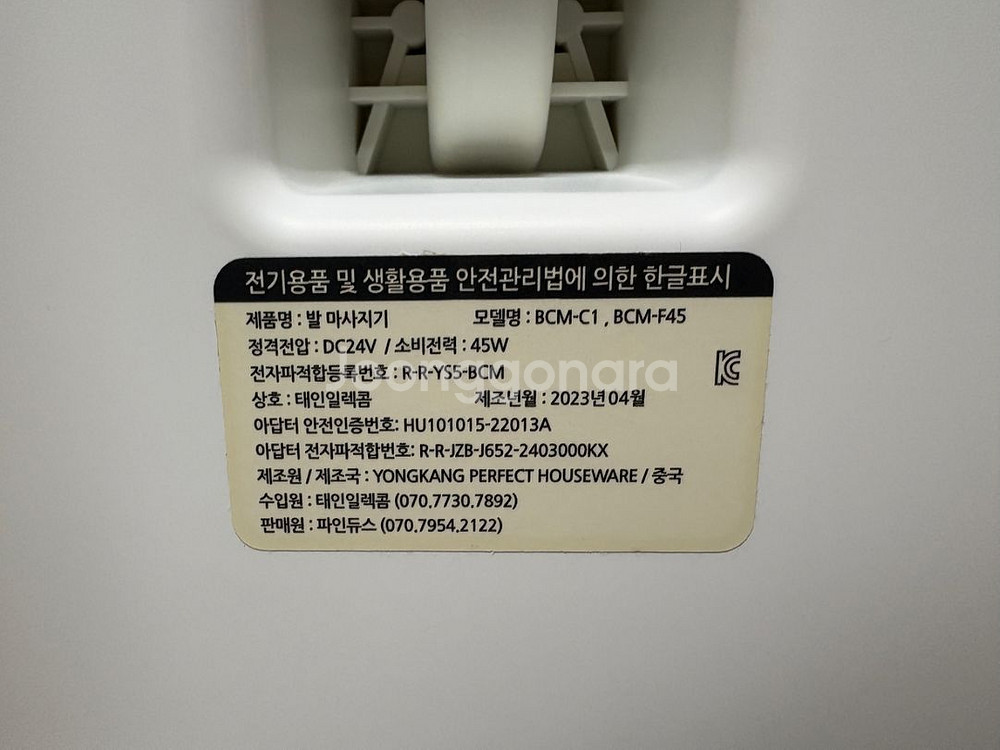 전기용품 및 생활용품 안전관리법에 의한 한글표시
제품명 : 발 마사지기 모델명 : BCM-C1 , BCM-F45
정격전압 : DC24V / 소비전력 : 45W
전자파적합등록번호 : R-R-YS5-BCM
Joonggonara
상호 : 태인일렉콤 제조년월 : 2023년 04월
아답터 안전인증번호: HU101015-22013A
아답터 전자파적합번호: R-R-JZB-J652-2403000KX
제조원 / 제조국 : YONGKANG PERFECT HOUSEWARE / 중국
수입원 : 태인일렉콤 (070.7730.7892)
판매원 : 파인듀스 (070.7954.2122)